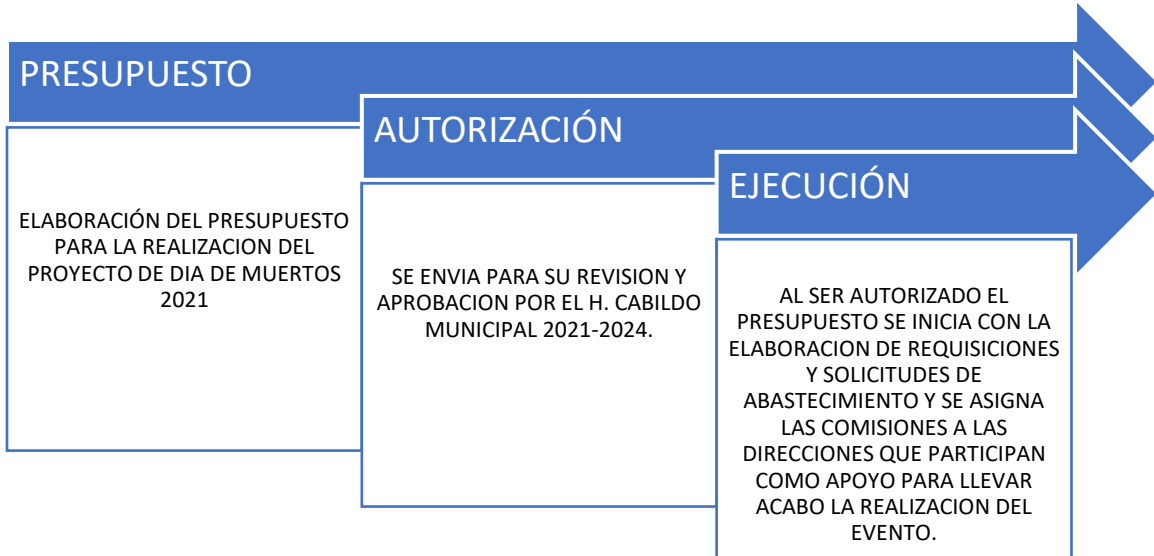 PRESUPUESTO
ELABORACIÓN DEL PRESUPUESTO
PARA LA REALIZACION DEL
PROYECTO DE DIA DE MUERTOS
2021
AUTORIZACIÓN
SE ENVIA PARA SU REVISION Y
APROBACION POR EL H. CABILDO
MUNICIPAL 2021-2024.
EJECUCIÓN
AL SER AUTORIZADO EL
PRESUPUESTO SE INICIA CON LA
ELABORACION DE REQUISICIONES
Y SOLICITUDES DE
ABASTECIMIENTO Y SE ASIGNA
LAS COMISIONES A LAS
DIRECCIONES QUE PARTICIPAN
COMO APOYO PARA LLEVAR
ACABO LA REALIZACION DEL
EVENTO.